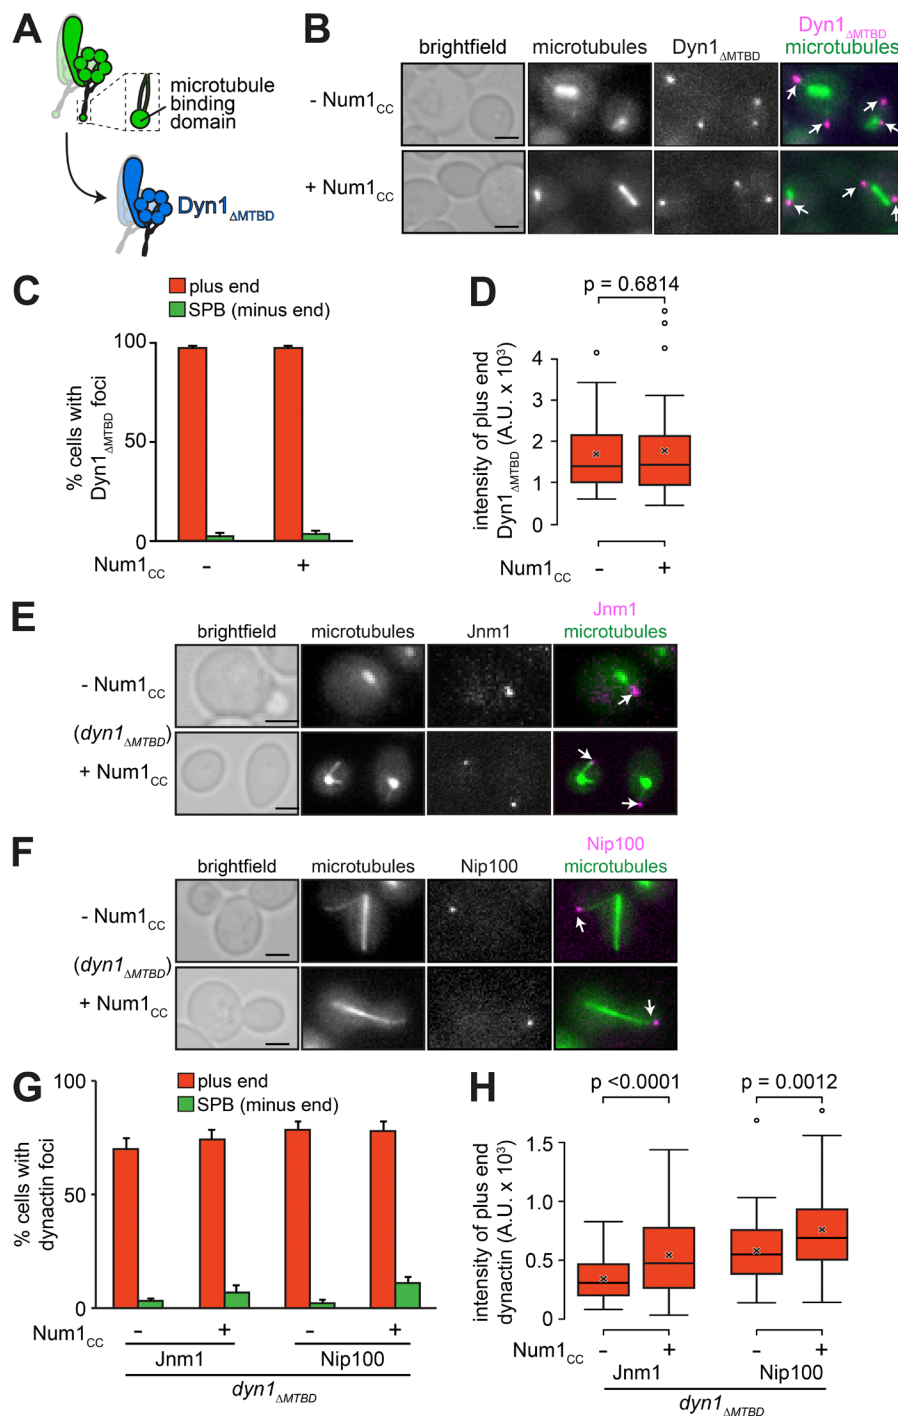 A
microtubule
binding
domain
Dyn1ΔMTBD
B
Dyn1ΔMTBD
brightfield microtubules Dyn1ΔMTBD microtubules
- Num1CC
+ Num1CC
C
plus end
SPB (minus end)
% cells with
Dyn1ΔMTBD foci
100
50
0
Num1CC - +
D
p = 0.6814
intensity of plus end
Dyn1ΔMTBD (A.U. x 10³)
4
3
2
1
0
Num1CC - +
E
Jnm1
brightfield microtubules Jnm1 microtubules
- Num1CC
(dyn1ΔMTBD)
+ Num1CC
F
Nip100
brightfield microtubules Nip100 microtubules
- Num1CC
(dyn1ΔMTBD)
+ Num1CC
G
plus end
SPB (minus end)
% cells with
dynactin foci
100
50
0
Num1CC - + - +
Jnm1 Nip100
dyn1ΔMTBD
H
p <0.0001 p = 0.0012
intensity of plus end
dynactin (A.U. x 10³)
1.5
1.0
0.5
0
Num1CC - + - +
Jnm1 Nip100
dyn1ΔMTBD